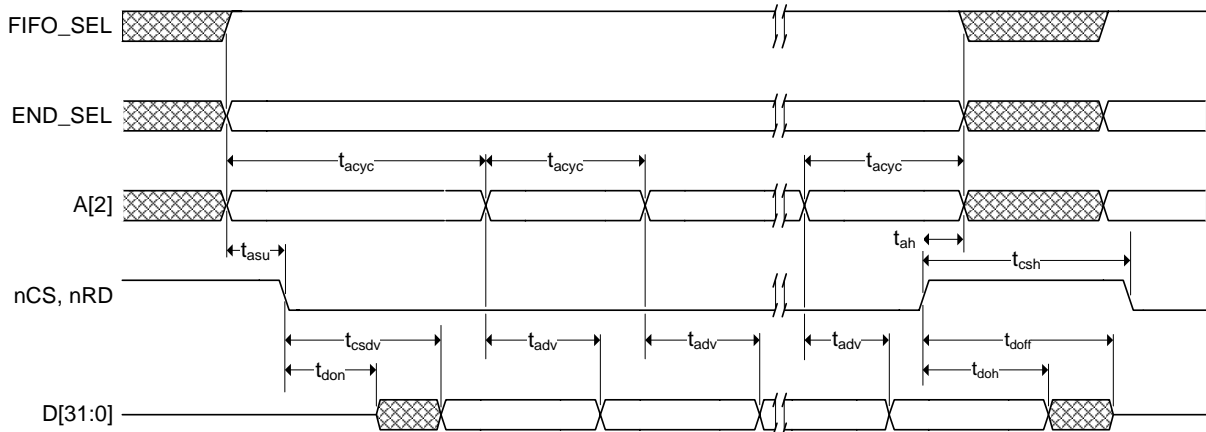 FIFO_SEL
END_SEL
tacyc tacyc tacyc
A[2]
tasu tah
tcsh
nCS, nRD
tcsdv tadv tadv tadv tdoff
tdon tdoh
D[31:0]